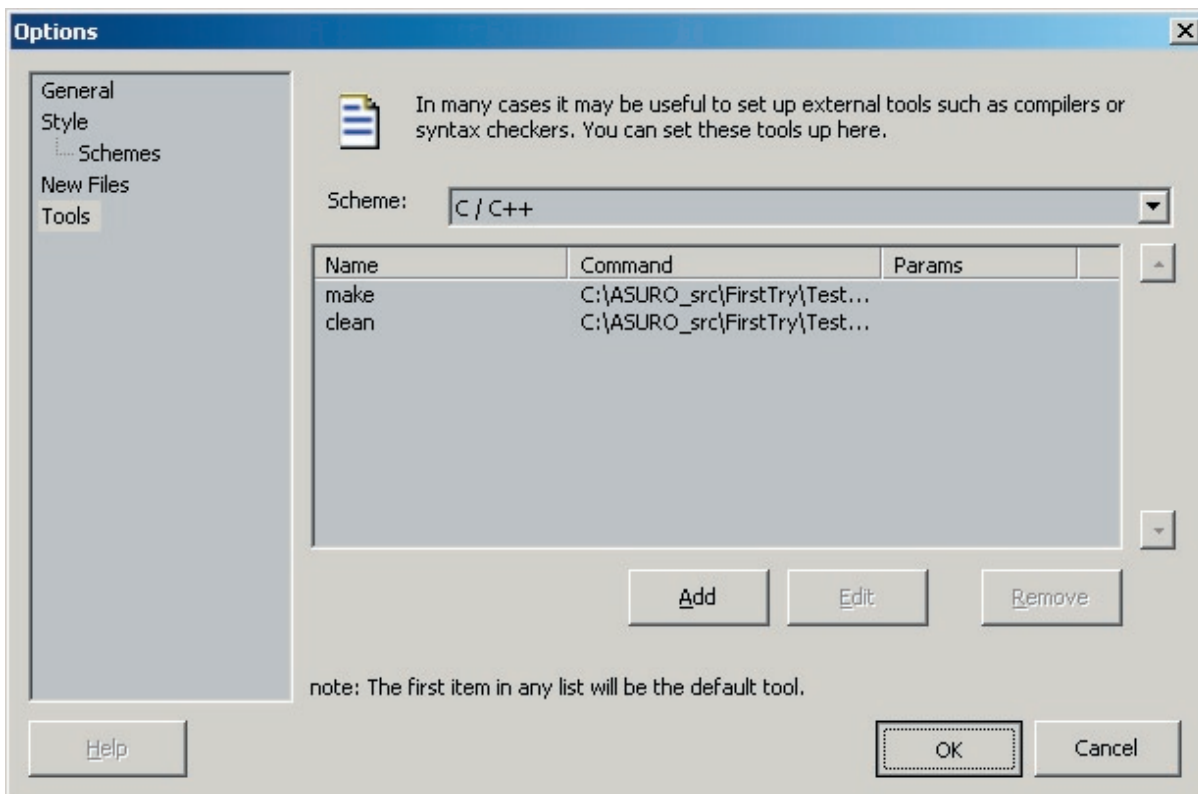 Options
General
Style
Schemes
New Files
Tools
In many cases it may be useful to set up external tools such as compilers or
syntax checkers. You can set these tools up here.
Scheme: C / C++
Name Command Params
make C:\ASURO_src\FirstTry\Test...
clean C:\ASURO_src\FirstTry\Test...
Add Edit Remove
note: The first item in any list will be the default tool.
Help OK Cancel